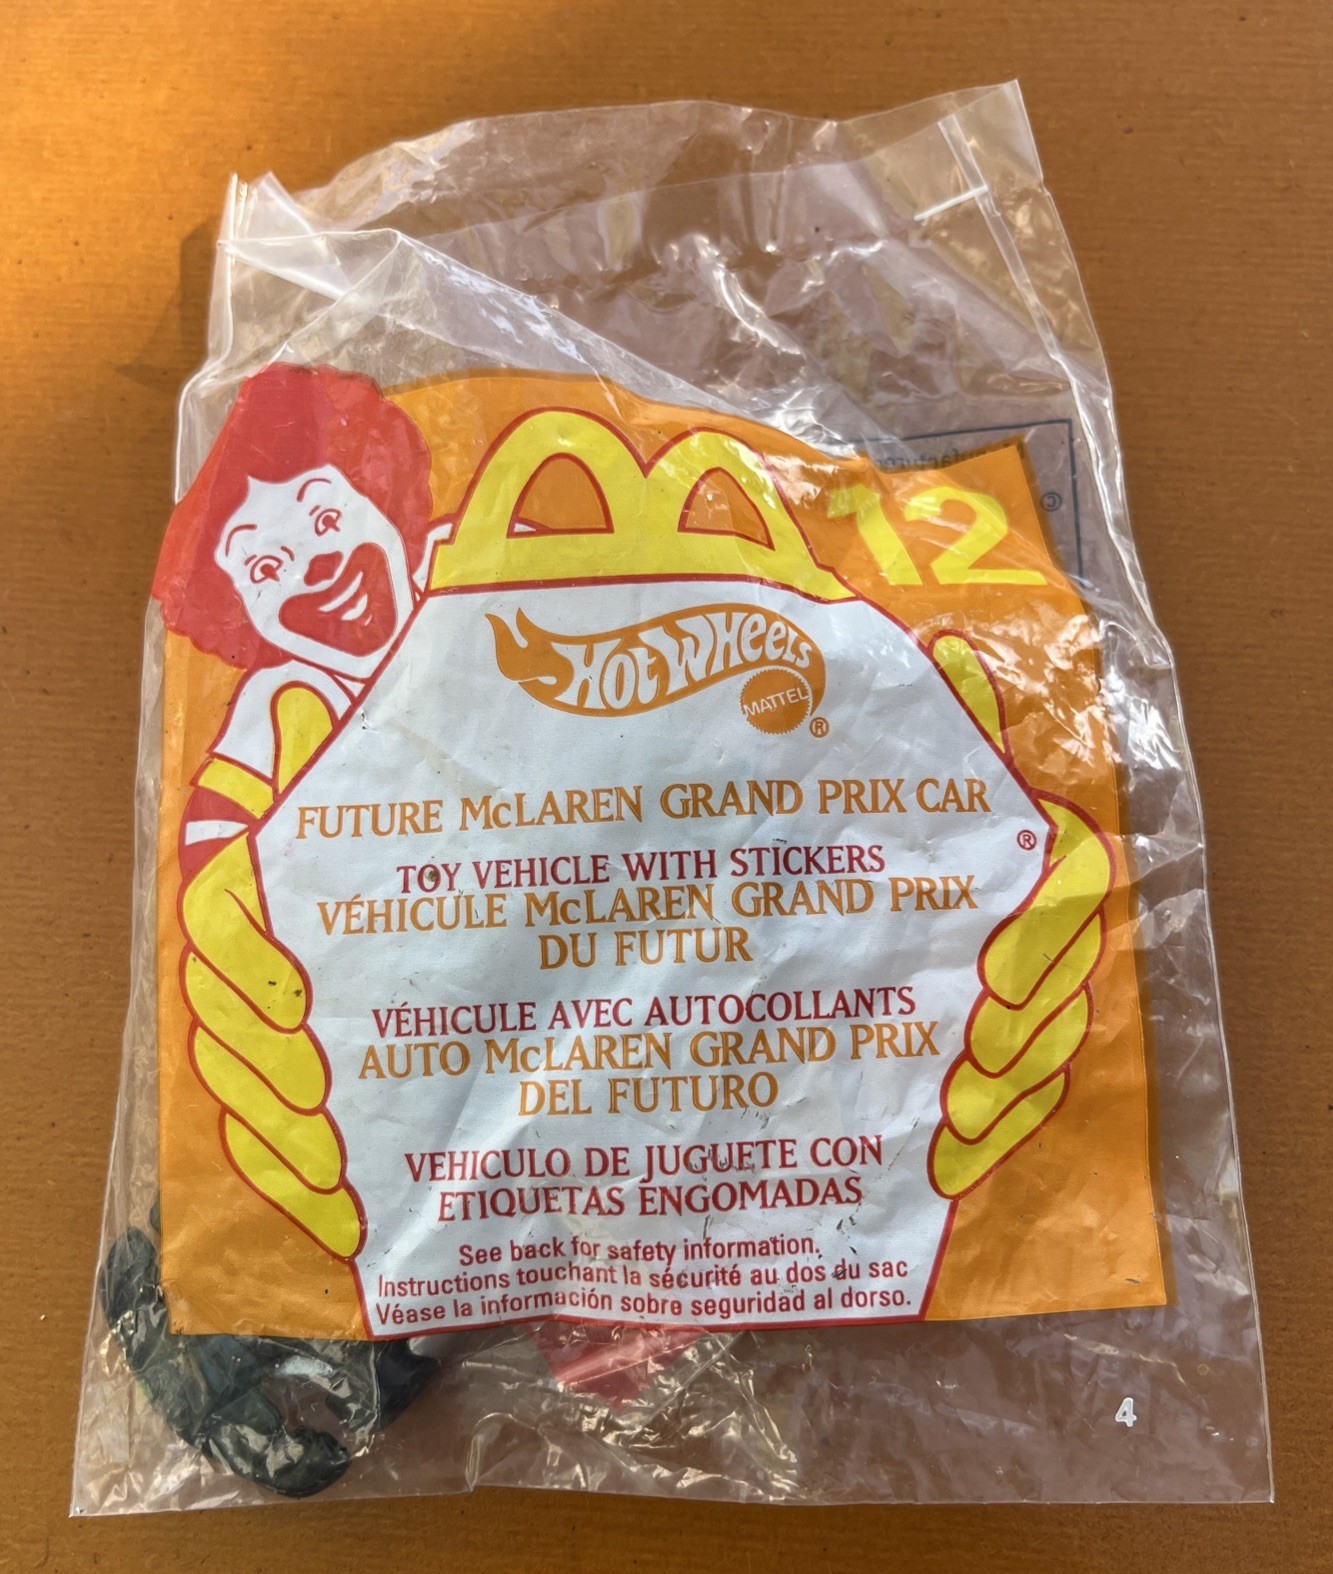 12
HOT WHEELS
MATTEL
®
FUTURE McLAREN GRAND PRIX CAR
®
TOY VEHICLE WITH STICKERS
VÉHICULE McLAREN GRAND PRIX
DU FUTUR
VÉHICULE AVEC AUTOCOLLANTS
AUTO McLAREN GRAND PRIX
DEL FUTURO
VEHICULO DE JUGUETE CON
ETIQUETAS ENGOMADAS
See back for safety information.
Instructions touchant la sécurité au dos du sac
Véase la información sobre seguridad al dorso.
4